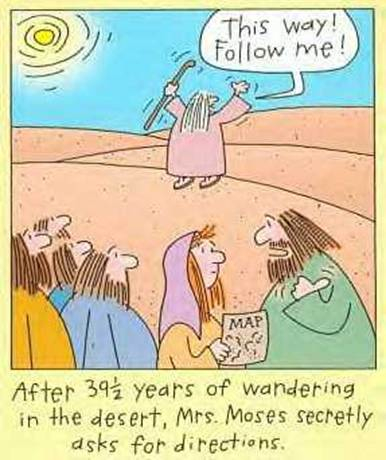 This way!
Follow me!
MAP
After 39½ years of wandering
in the desert, Mrs. Moses secretly
asks for directions.